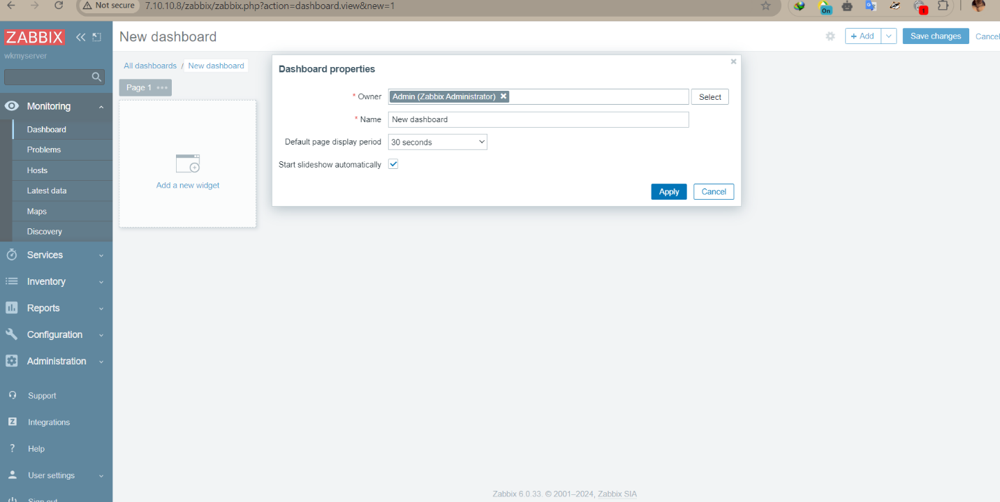 Not secure 7.10.10.8/zabbix/zabbix.php?action=dashboard.view&new=1
On
1
ZABBIX
wkmyserver
New dashboard
+ Add
Save changes
Cancel
All dashboards / New dashboard
Page 1
Add a new widget
Dashboard properties
* Owner Admin (Zabbix Administrator) Select
* Name New dashboard
Default page display period 30 seconds
Start slideshow automatically
Apply Cancel
Monitoring
Dashboard
Problems
Hosts
Latest data
Maps
Discovery
Services
Inventory
Reports
Configuration
Administration
Support
Z Integrations
? Help
User settings
Sign out
Zabbix 6.0.33. © 2001–2024, Zabbix SIA